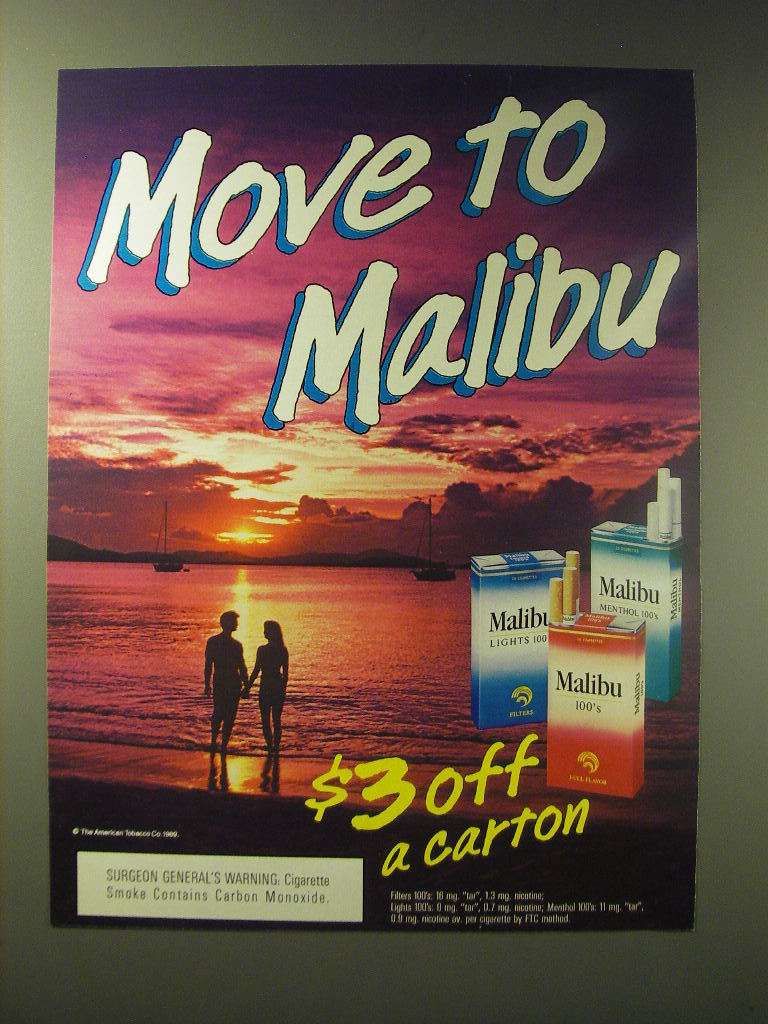 Move to
Malibu
Malibu
MENTHOL 100's
Malibu
Malibu
LIGHTS 100
FILTERS
Malibu
100's
Malibu
FULL FLAVOR
$3 off
a carton
© The American Tobacco Co. 1989.
SURGEON GENERAL'S WARNING: Cigarette
Smoke Contains Carbon Monoxide.
Filters 100's: 16 mg. "tar", 1.3 mg. nicotine;
Lights 100's: mg. "tar", 0.7 mg. nicotine; Menthol 100's: 11 mg. "tar",
0.9 mg. nicotine av. per cigarette by FTC method.